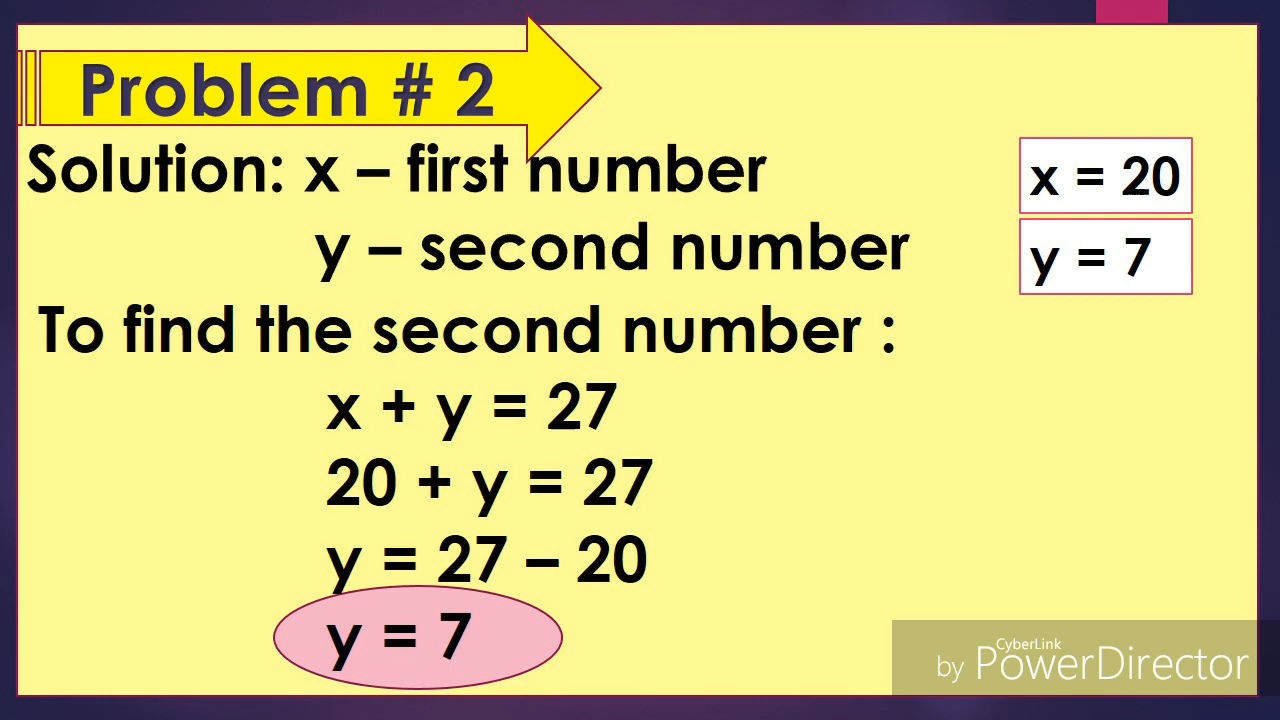 Problem # 2
Solution: x – first number
x = 20
y – second number
y = 7
To find the second number :
x + y = 27
20 + y = 27
y = 27 – 20
y = 7
CyberLink
by PowerDirector